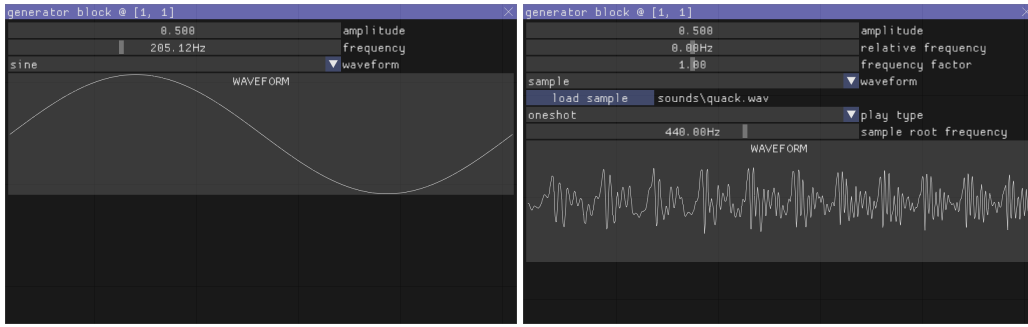 generator block @ [1, 1]
0.500 amplitude
205.12Hz frequency
sine waveform
WAVEFORM
generator block @ [1, 1]
0.500 amplitude
0.00Hz relative frequency
1.00 frequency factor
sample waveform
load sample sounds\quack.wav
oneshot play type
440.00Hz sample root frequency
WAVEFORM